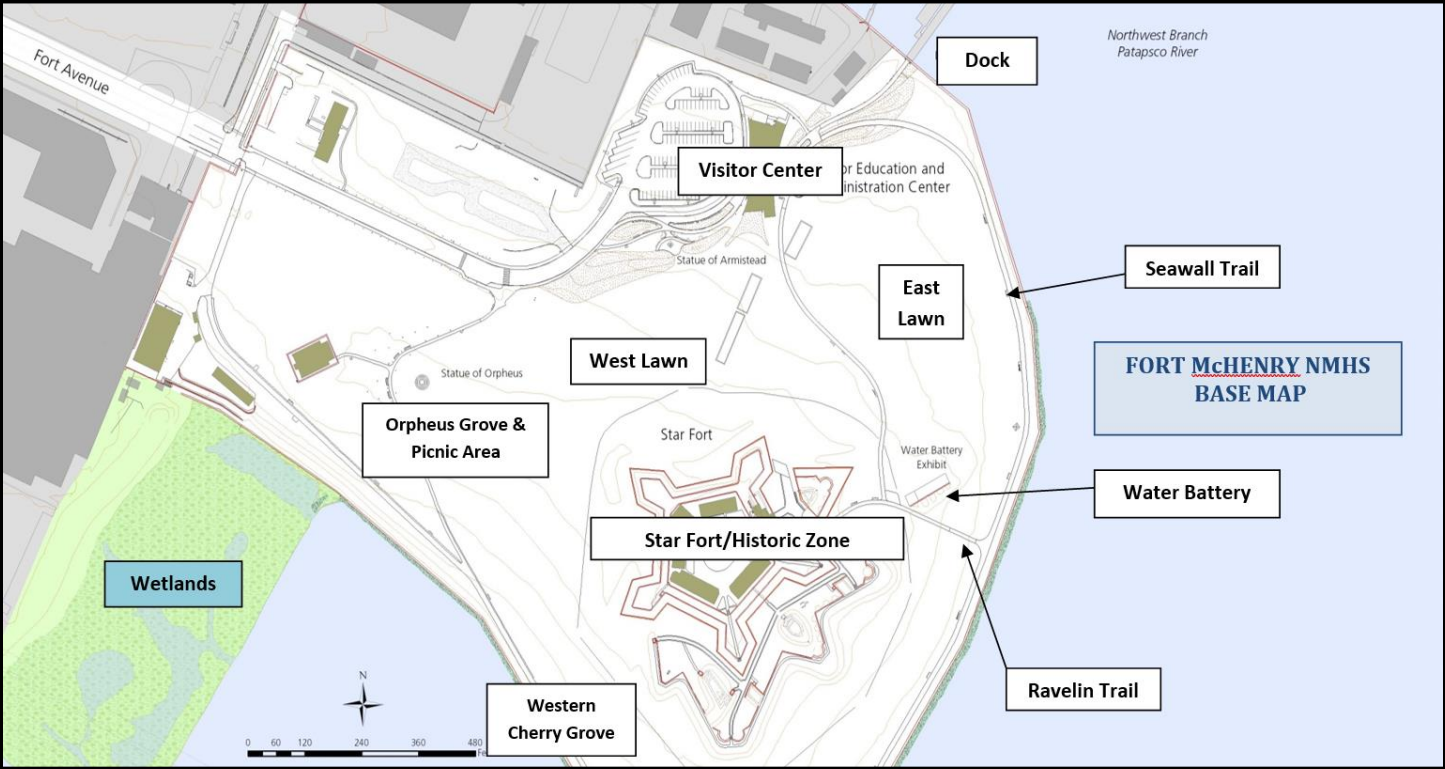 Fort Avenue
Dock
Northwest Branch
Patapsco River
Visitor Center
or Education and
inistration Center
Statue of Armistead
Seawall Trail
East
Lawn
FORT McHENRY NMHS
BASE MAP
West Lawn
Statue of Orpheus
Orpheus Grove &
Picnic Area
Star Fort
Water Battery
Exhibit
Water Battery
Star Fort/Historic Zone
Wetlands
Ravelin Trail
Western
Cherry Grove
N
0 60 120 240 360 480
Fe